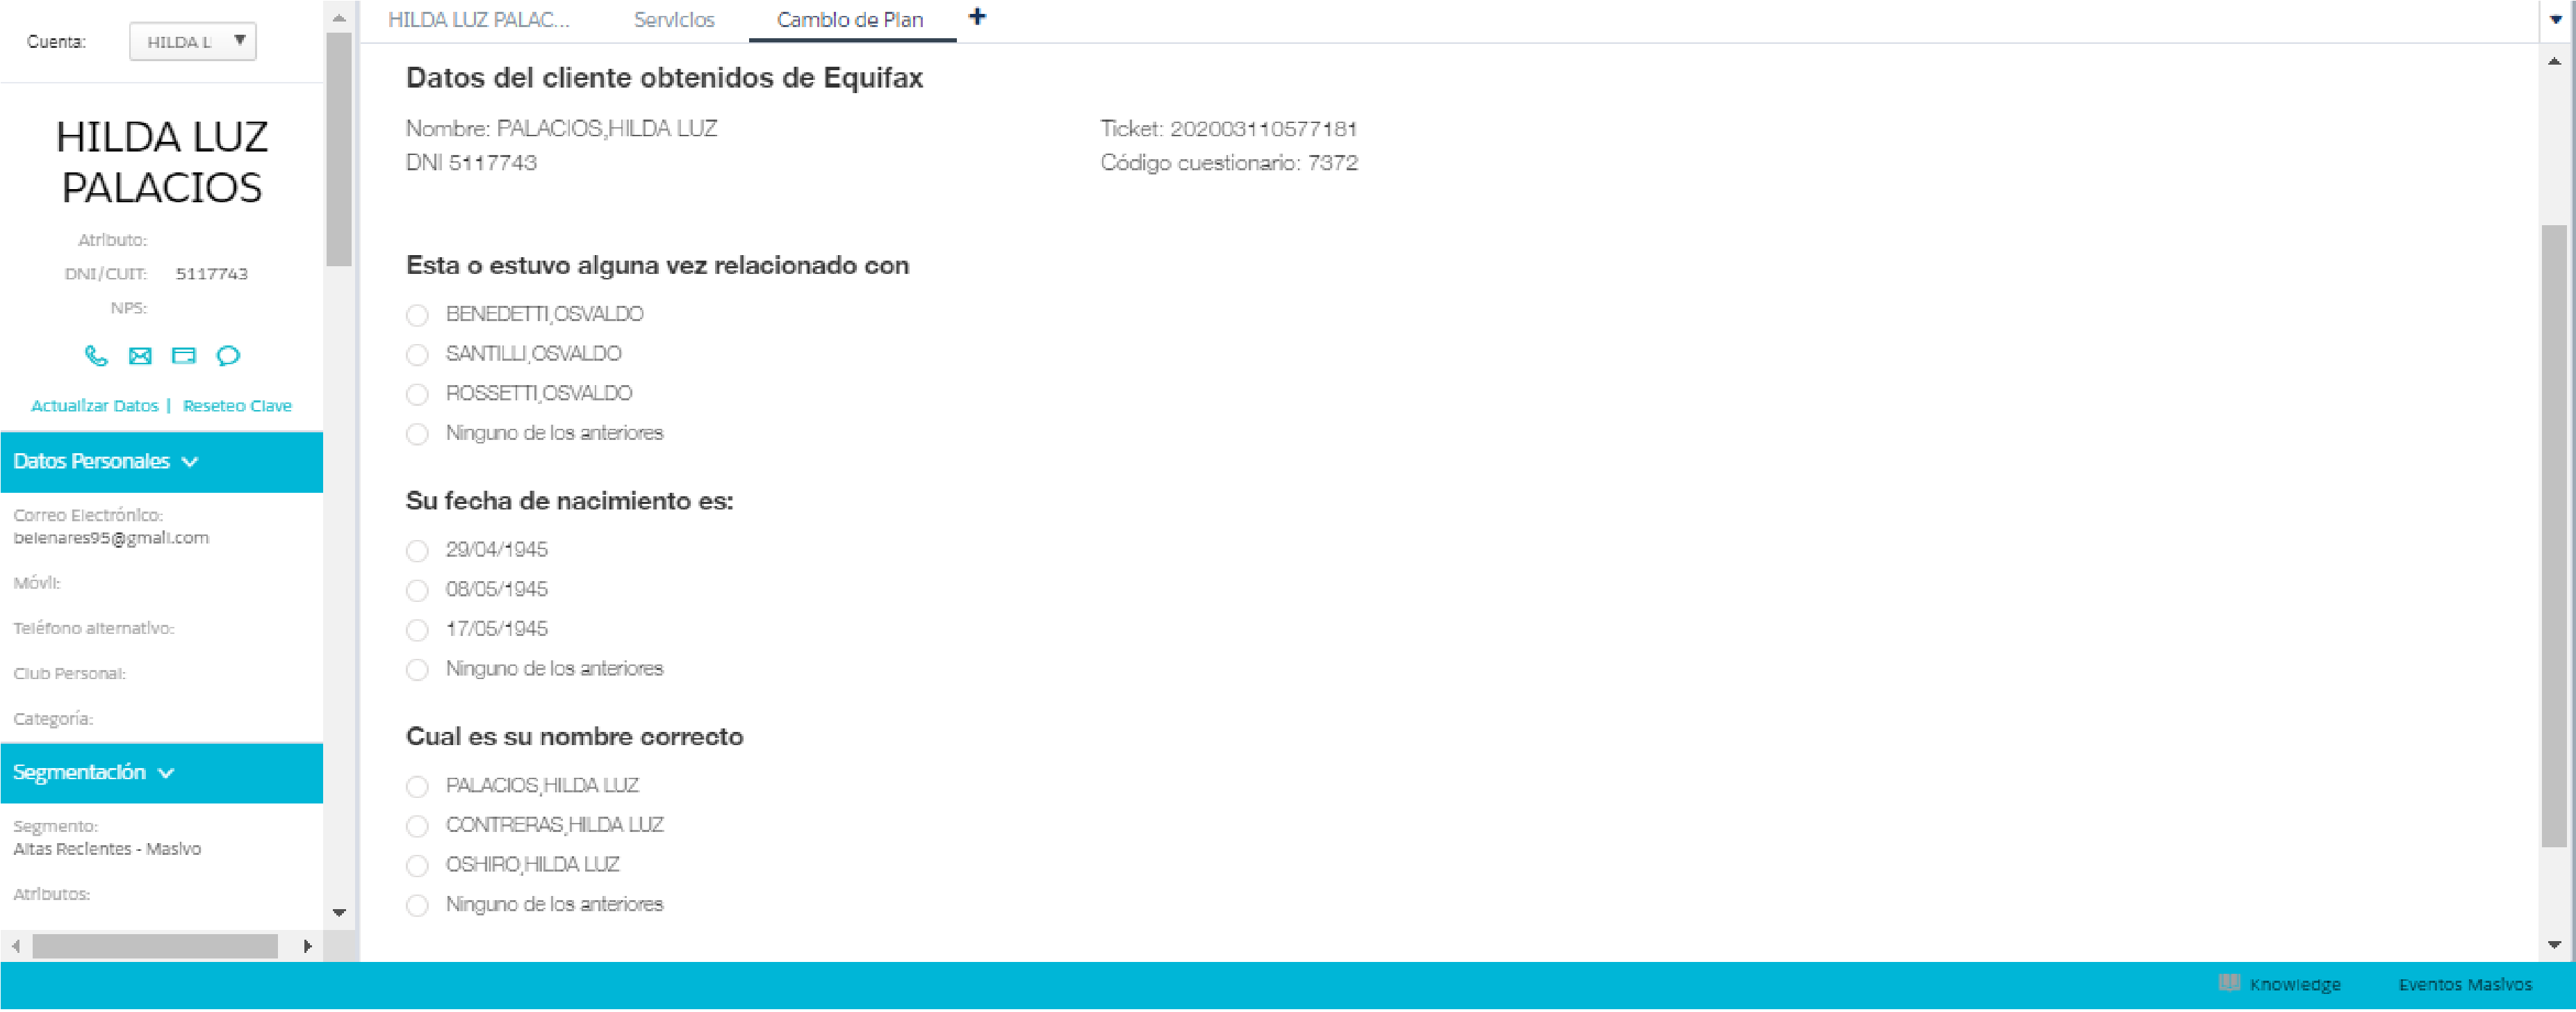 Cuenta:
HILDA L
HILDA LUZ
PALACIOS
Atributo:
DNI/CUIT: 5117743
NPS:
Actualizar Datos | Reseteo Clave
Datos Personales
Correo Electrónico:
belenares95@gmail.com
Móvil:
Teléfono alternativo:
Club Personal:
Categoría:
Segmentación
Segmento:
Altas Recientes - Masivo
Atributos:
HILDA LUZ PALAC... Servicios Cambio de Plan +
Datos del cliente obtenidos de Equifax
Nombre: PALACIOS,HILDA LUZ
DNI 5117743
Ticket: 202003110577181
Código cuestionario: 7372
Esta o estuvo alguna vez relacionado con
BENEDETTI,OSVALDO
SANTILLI,OSVALDO
ROSSETTI,OSVALDO
Ninguno de los anteriores
Su fecha de nacimiento es:
29/04/1945
08/05/1945
17/05/1945
Ninguno de los anteriores
Cual es su nombre correcto
PALACIOS,HILDA LUZ
CONTRERAS,HILDA LUZ
OSHIRO,HILDA LUZ
Ninguno de los anteriores
Knowledge Eventos Masivos